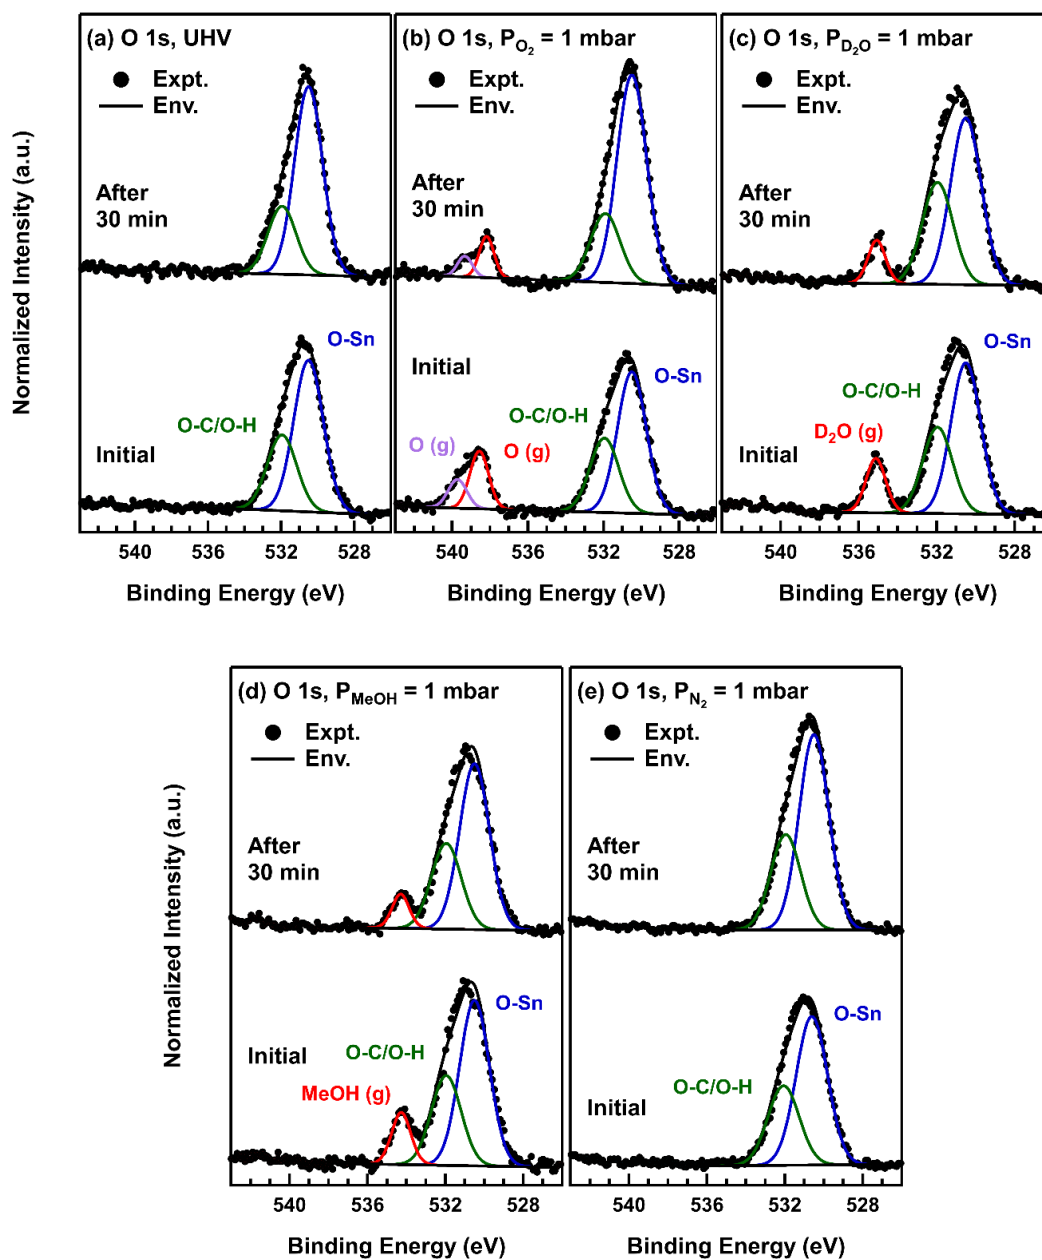 (a) O 1s, UHV
Expt.
Env.
After
30 min
O-Sn
O-C/O-H
Initial
540 536 532 528
Binding Energy (eV)
Normalized Intensity (a.u.)
(b) O 1s, P_O₂ = 1 mbar
Expt.
Env.
After
30 min
Initial
O-Sn
O-C/O-H
O (g)
O (g)
540 536 532 528
Binding Energy (eV)
(c) O 1s, P_D₂O = 1 mbar
Expt.
Env.
After
30 min
O-Sn
O-C/O-H
D₂O (g)
Initial
540 536 532 528
Binding Energy (eV)
(d) O 1s, P_MeOH = 1 mbar
Expt.
Env.
After
30 min
O-Sn
Initial
O-C/O-H
MeOH (g)
540 536 532 528
Binding Energy (eV)
Normalized Intensity (a.u.)
(e) O 1s, P_N₂ = 1 mbar
Expt.
Env.
After
30 min
O-Sn
O-C/O-H
Initial
540 536 532 528
Binding Energy (eV)